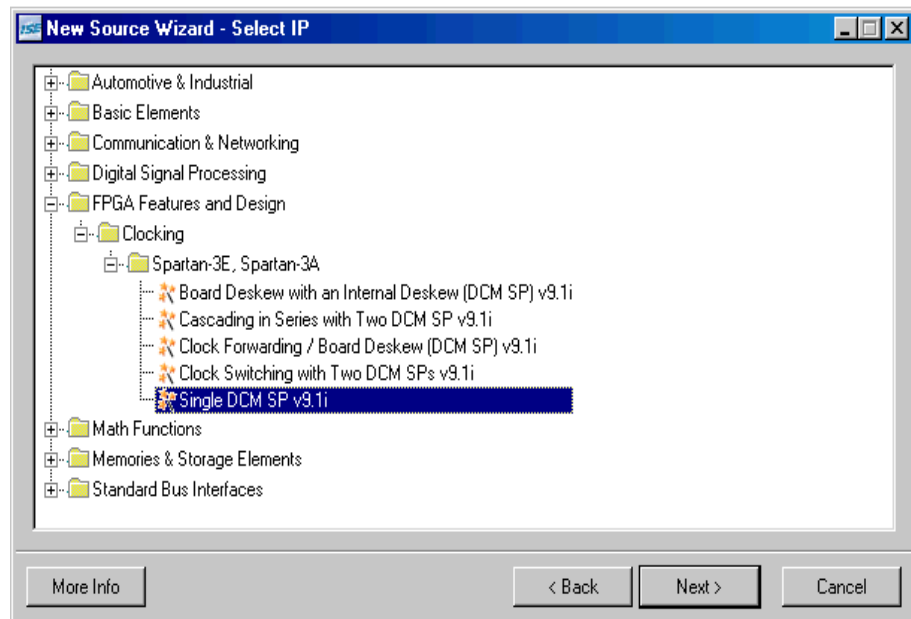 ISE New Source Wizard - Select IP
Automotive & Industrial
Basic Elements
Communication & Networking
Digital Signal Processing
FPGA Features and Design
Clocking
Spartan-3E, Spartan-3A
Board Deskew with an Internal Deskew (DCM SP) v9.1i
Cascading in Series with Two DCM SP v9.1i
Clock Forwarding / Board Deskew (DCM SP) v9.1i
Clock Switching with Two DCM SPs v9.1i
Single DCM SP v9.1i
Math Functions
Memories & Storage Elements
Standard Bus Interfaces
More Info < Back Next > Cancel